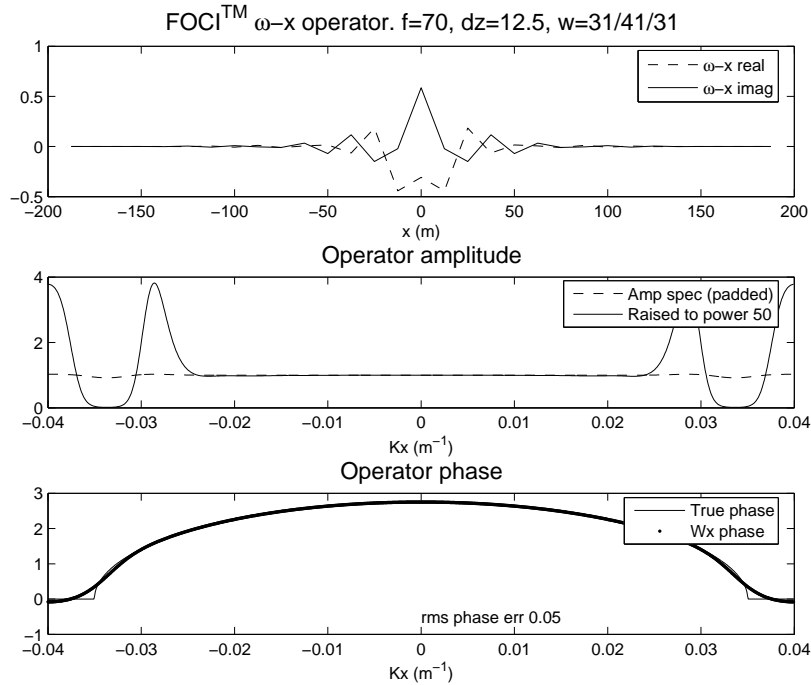 FOCI™ ω−x operator. f=70, dz=12.5, w=31/41/31
1
0.5
0
−0.5
ω−x real
ω−x imag
−200 −150 −100 −50 0 50 100 150 200
x (m)
Operator amplitude
4
2
0
Amp spec (padded)
Raised to power 50
−0.04 −0.03 −0.02 −0.01 0 0.01 0.02 0.03 0.04
Kx (m⁻¹)
Operator phase
3
2
1
0
−1
True phase
Wx phase
rms phase err 0.05
−0.04 −0.03 −0.02 −0.01 0 0.01 0.02 0.03 0.04
Kx (m⁻¹)